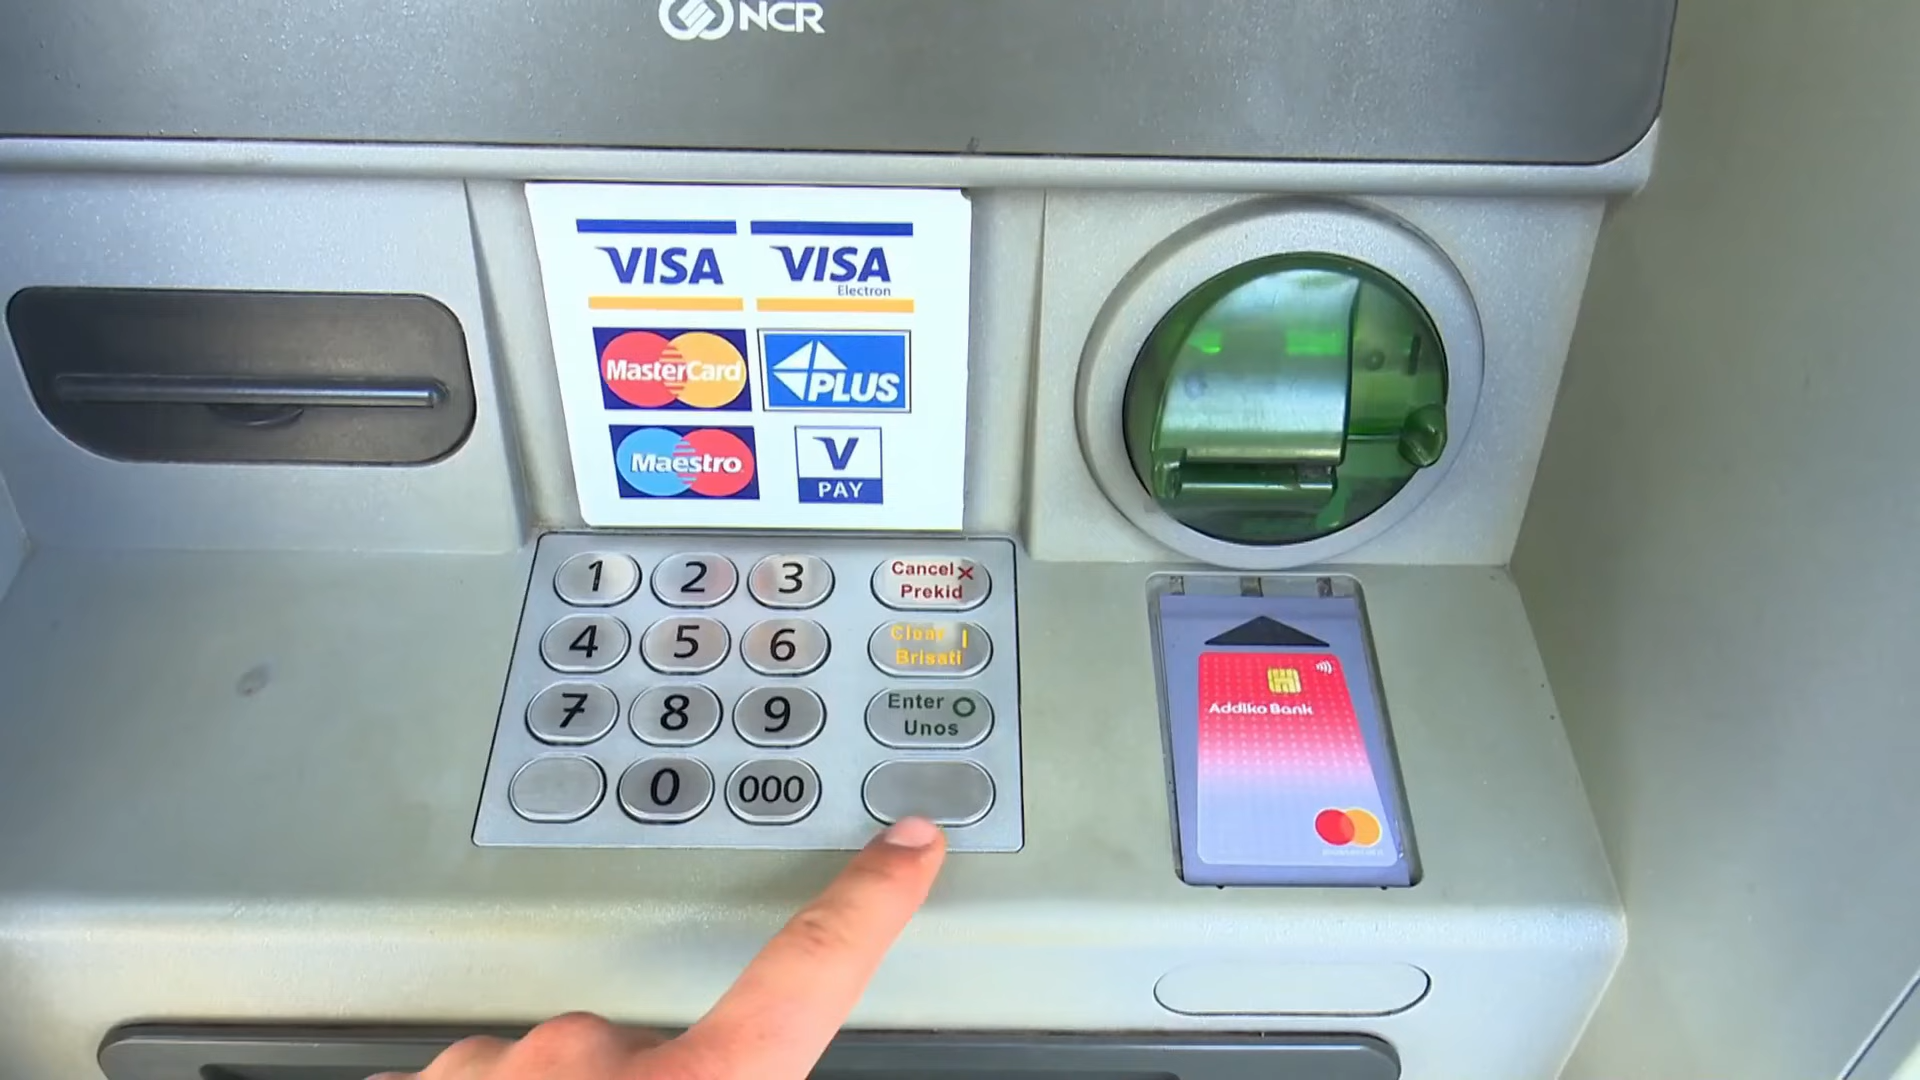 NCR
VISA VISA
Electron
MasterCard PLUS
Maestro V
PAY
1 2 3 Cancel X
Prekid
4 5 6 Clear |
Brisati
7 8 9 Enter O
Unos
0 000
Addiko Bank